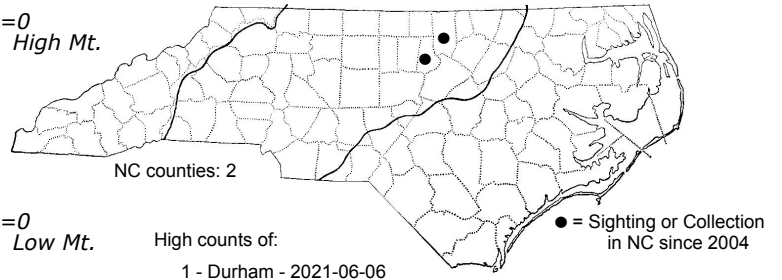 =0
High Mt.
NC counties: 2
=0
Low Mt.
High counts of:
1 - Durham - 2021-06-06
= Sighting or Collection
in NC since 2004